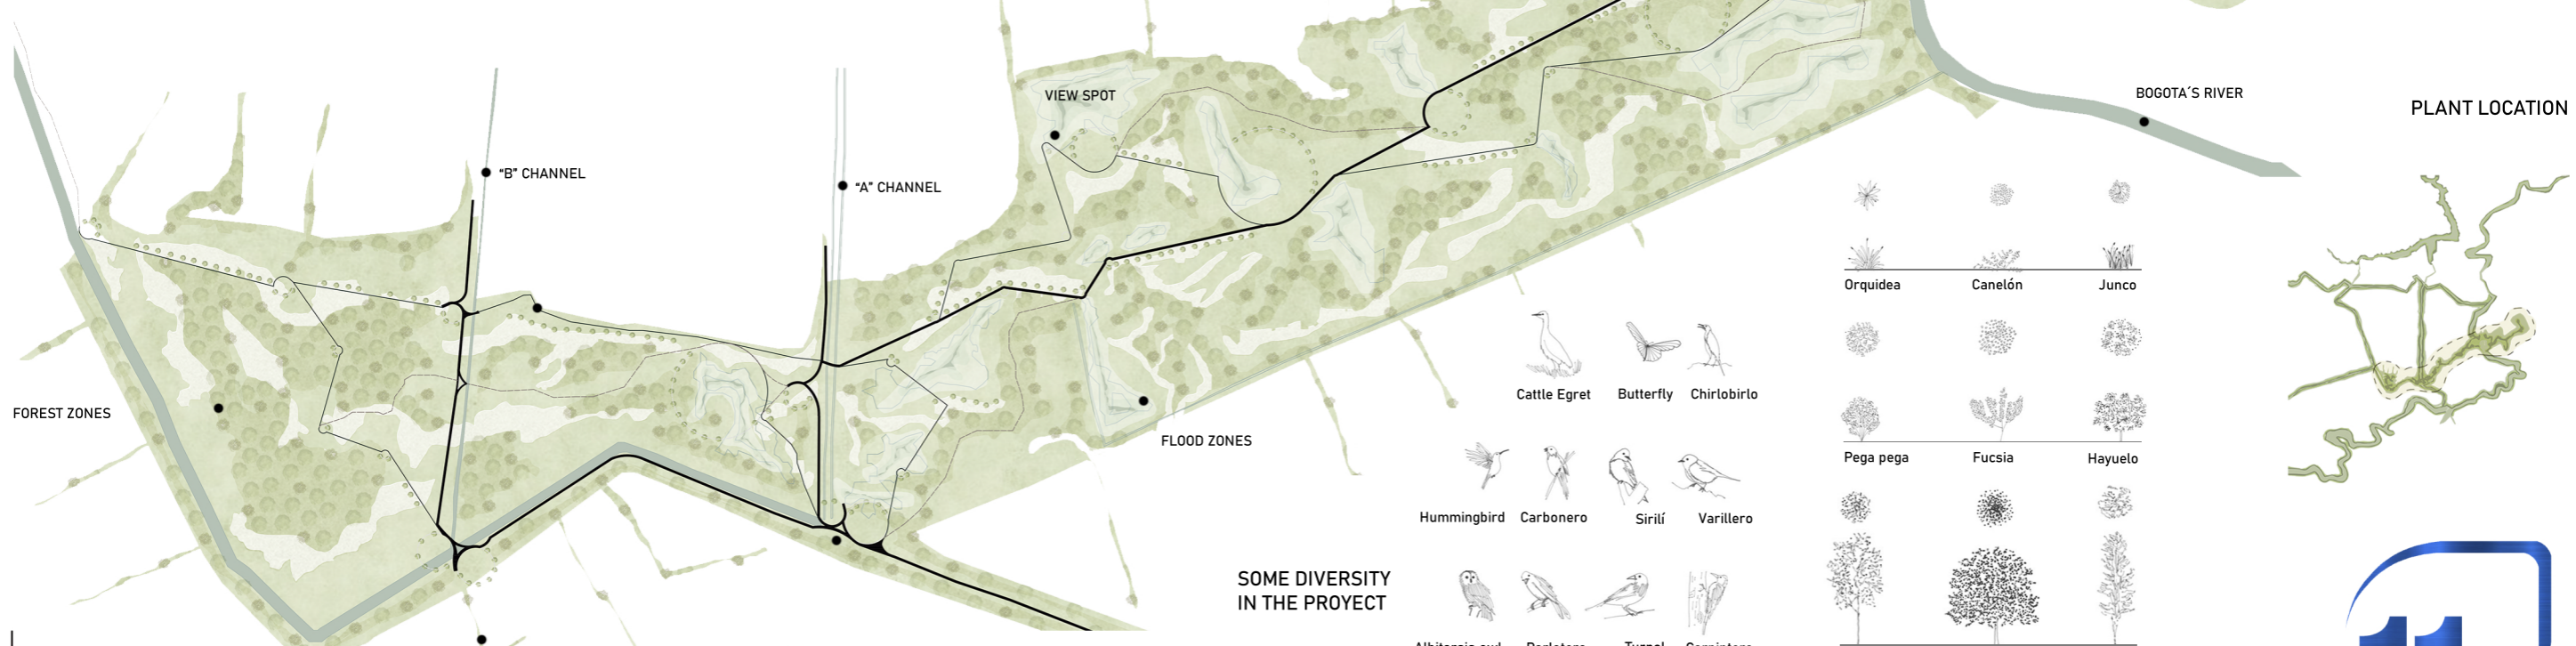 VIEW SPOT
BOGOTA´S RIVER
PLANT LOCATION
“B” CHANNEL
“A” CHANNEL
Orquidea
Canelón
Junco
Cattle Egret
Butterfly
Chirlobirlo
FOREST ZONES
FLOOD ZONES
Pega pega
Fucsia
Hayuelo
Hummingbird
Carbonero
Sirilí
Varillero
SOME DIVERSITY
IN THE PROYECT
11